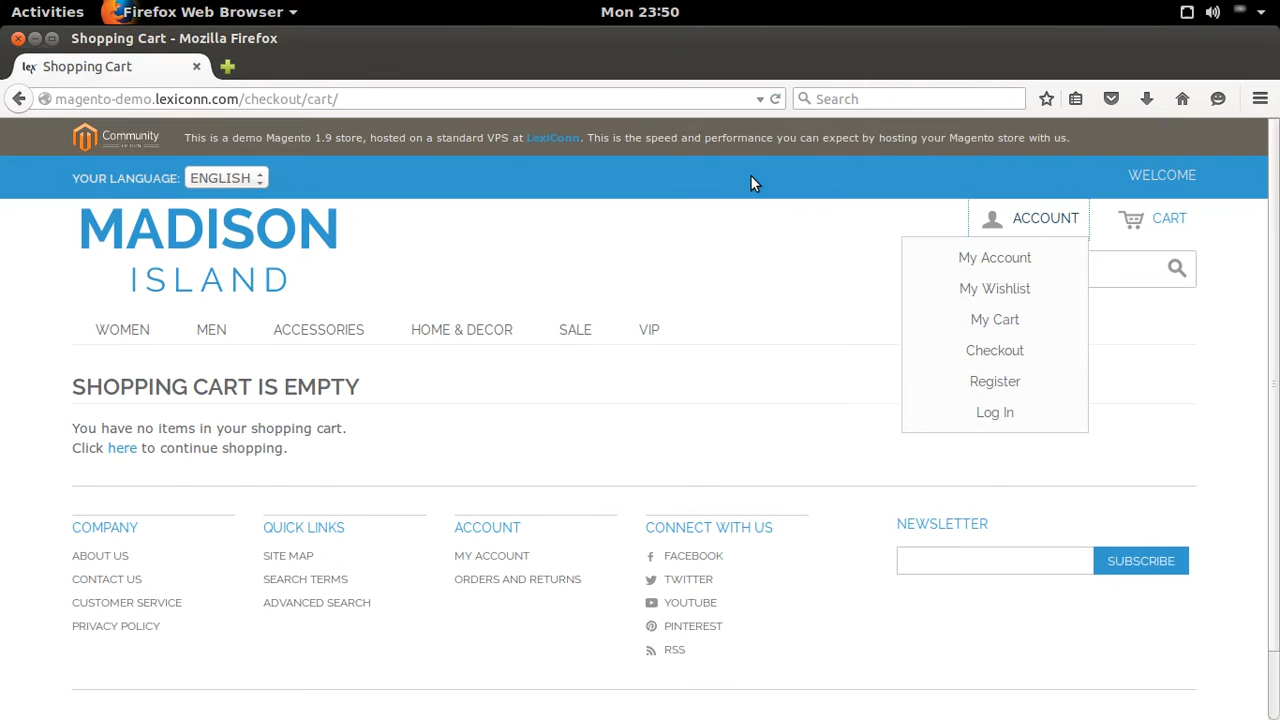 Activities Firefox Web Browser Mon 23:50
Shopping Cart - Mozilla Firefox
lex Shopping Cart
magento-demo.lexiconn.com/checkout/cart/ Search
Community This is a demo Magento 1.9 store, hosted on a standard VPS at LexiConn. This is the speed and performance you can expect by hosting your Magento store with us.
YOUR LANGUAGE: ENGLISH WELCOME
MADISON
ISLAND
ACCOUNT CART
My Account
My Wishlist
My Cart
Checkout
Register
Log In
WOMEN MEN ACCESSORIES HOME & DECOR SALE VIP
SHOPPING CART IS EMPTY
You have no items in your shopping cart.
Click here to continue shopping.
COMPANY
ABOUT US
CONTACT US
CUSTOMER SERVICE
PRIVACY POLICY
QUICK LINKS
SITE MAP
SEARCH TERMS
ADVANCED SEARCH
ACCOUNT
MY ACCOUNT
ORDERS AND RETURNS
CONNECT WITH US
FACEBOOK
TWITTER
YOUTUBE
PINTEREST
RSS
NEWSLETTER
SUBSCRIBE